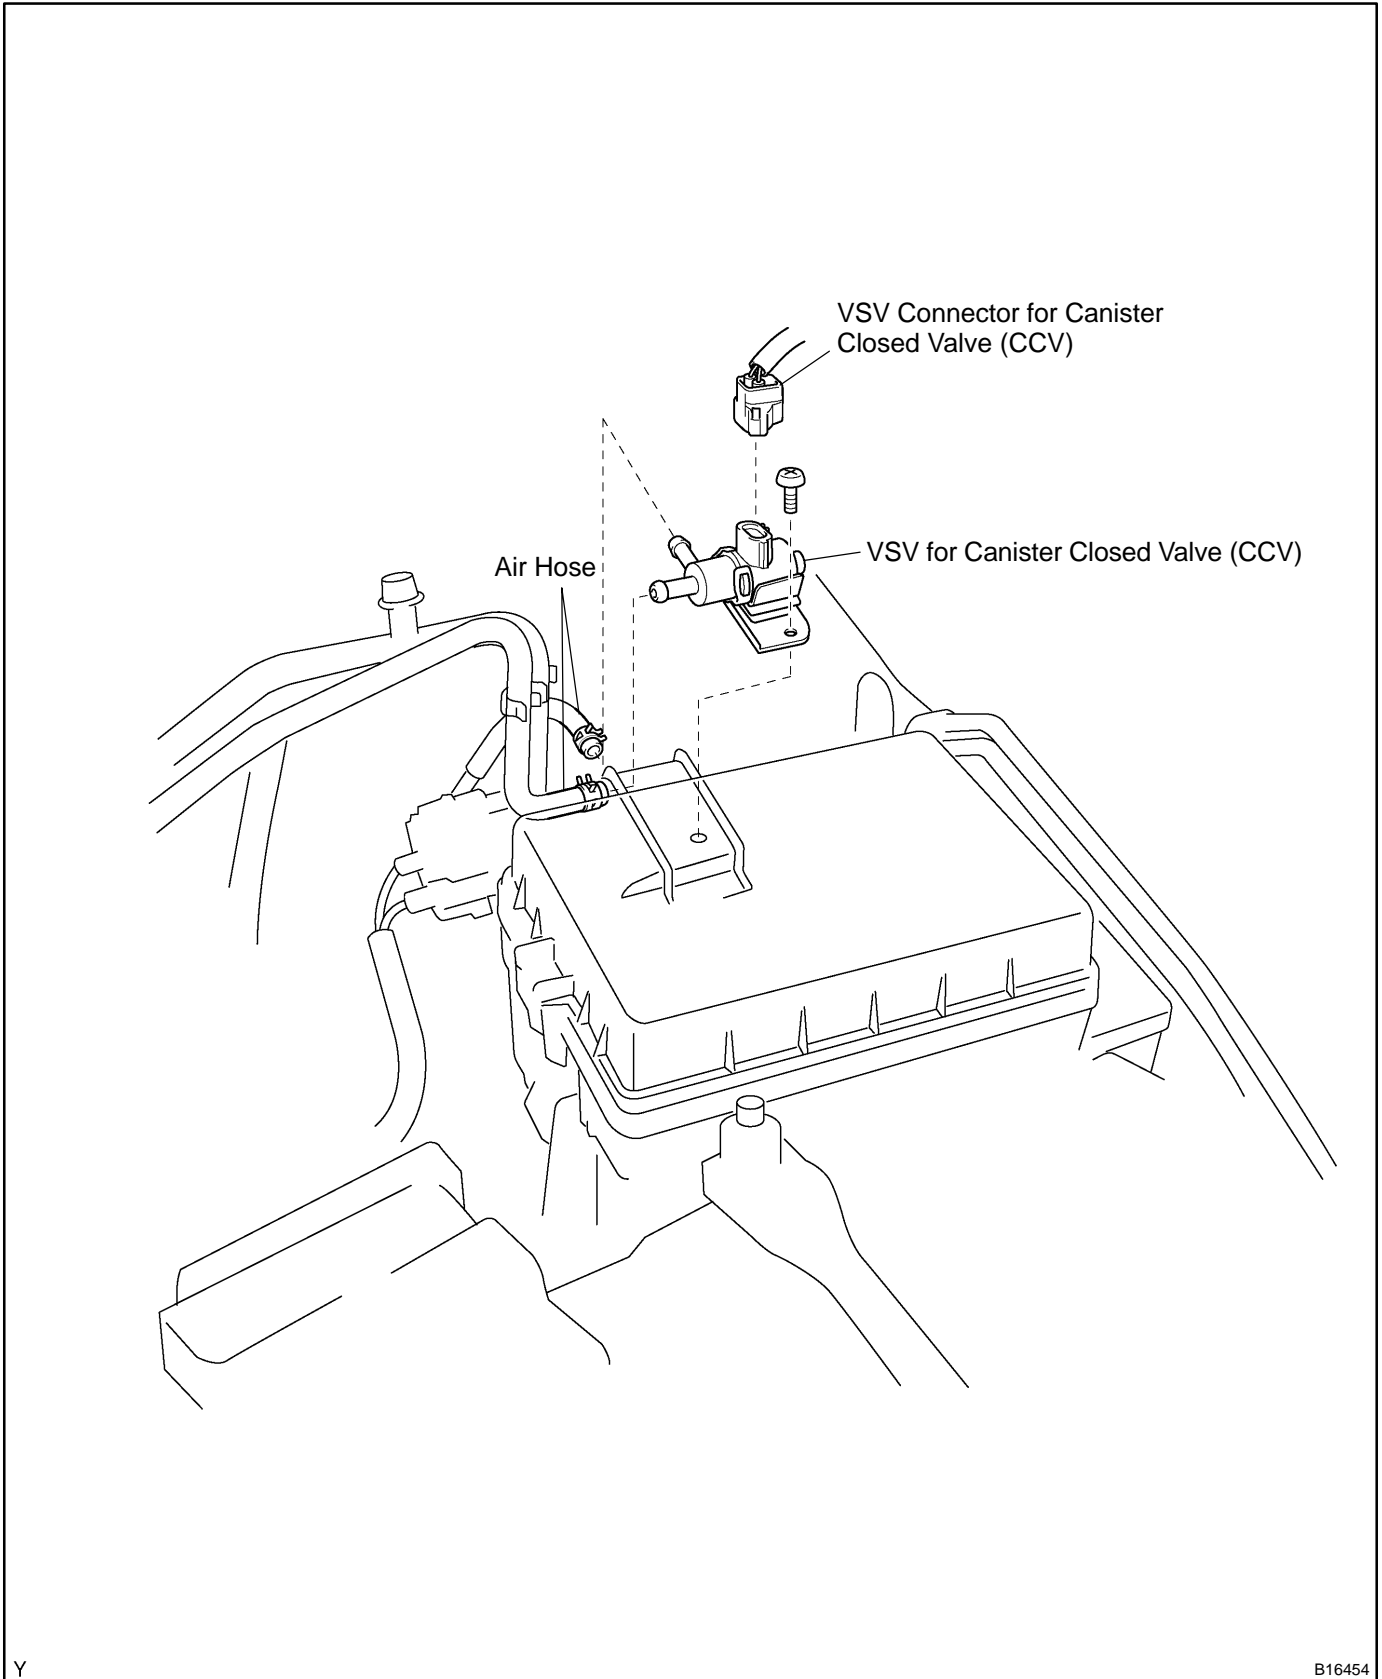 VSV Connector for Canister
Closed Valve (CCV)
VSV for Canister Closed Valve (CCV)
Air Hose
Y
B16454